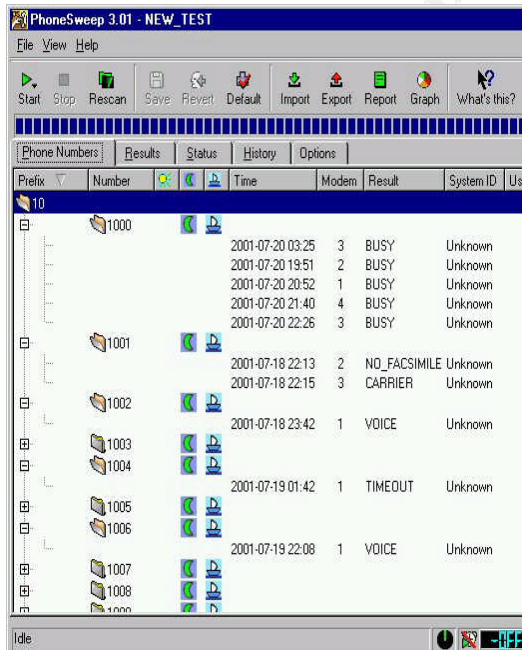 PhoneSweep 3.01 - NEW_TEST
File View Help
Start Stop Rescan Save Revert Default Import Export Report Graph What's this?
Phone Numbers Results Status History Options
Prefix Number Time Modem Result System ID Us
10
1000
2001-07-20 03:25 3 BUSY Unknown
2001-07-20 19:51 2 BUSY Unknown
2001-07-20 20:52 1 BUSY Unknown
2001-07-20 21:40 4 BUSY Unknown
2001-07-20 22:26 3 BUSY Unknown
1001
2001-07-18 22:13 2 NO_FACSIMILE Unknown
2001-07-18 22:15 3 CARRIER Unknown
1002
2001-07-18 23:42 1 VOICE Unknown
1003
1004
2001-07-19 01:42 1 TIMEOUT Unknown
1005
1006
2001-07-19 22:08 1 VOICE Unknown
1007
1008
Idle -OFF